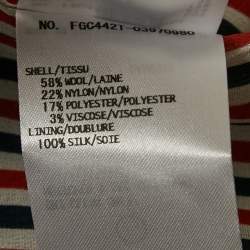 NO. FGC4421-03970980
SHELL/TISSU
58% WOOL/LAINE
22% NYLON/NYLON
17% POLYESTER/POLYESTER
3% VISCOSE/VISCOSE
LINING/DOUBLURE
100% SILK/SOIE